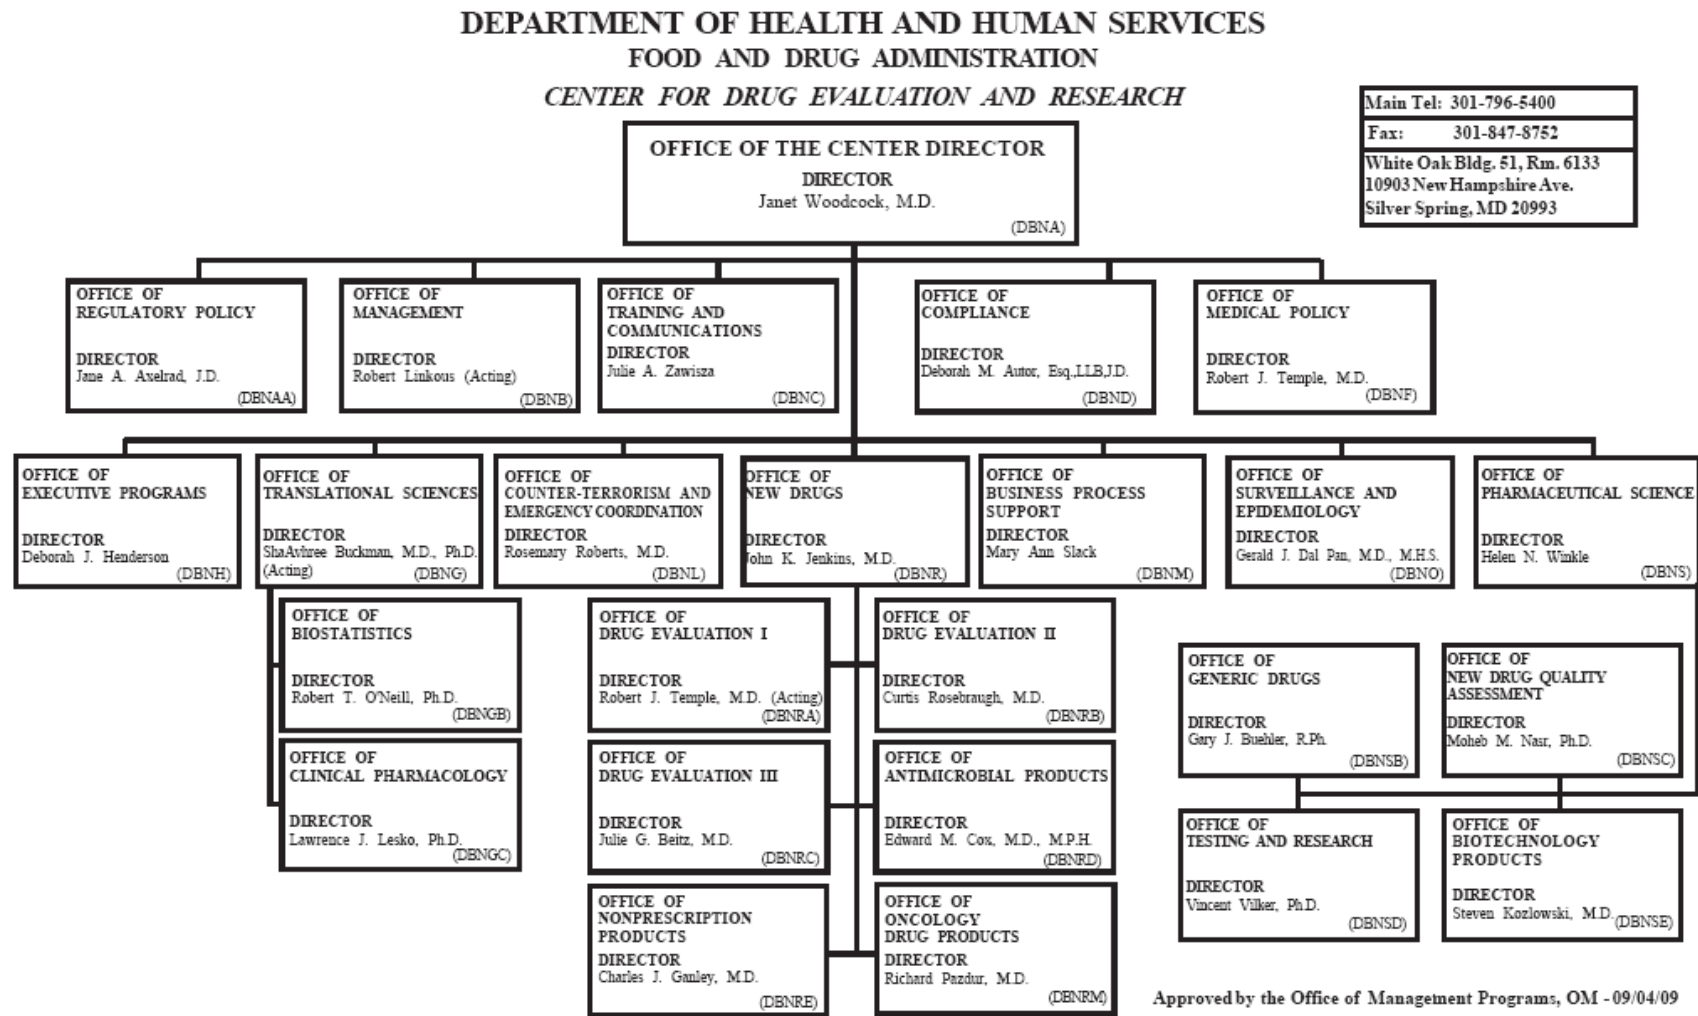 DEPARTMENT OF HEALTH AND HUMAN SERVICES
FOOD AND DRUG ADMINISTRATION
CENTER FOR DRUG EVALUATION AND RESEARCH
Main Tel: 301-796-5400
Fax: 301-847-8752
White Oak Bldg. 51, Rm. 6133
10903 New Hampshire Ave.
Silver Spring, MD 20993
OFFICE OF THE CENTER DIRECTOR
DIRECTOR
Janet Woodcock, M.D.
(DBNA)
OFFICE OF
REGULATORY POLICY
DIRECTOR
Jane A. Axelrad, J.D.
(DBNAA)
OFFICE OF
MANAGEMENT
DIRECTOR
Robert Linkous (Acting)
(DBNB)
OFFICE OF
TRAINING AND
COMMUNICATIONS
DIRECTOR
Julie A. Zawisza
(DBNC)
OFFICE OF
COMPLIANCE
DIRECTOR
Deborah M. Autor, Esq.,LLB,J.D.
(DBND)
OFFICE OF
MEDICAL POLICY
DIRECTOR
Robert J. Temple, M.D.
(DBNF)
OFFICE OF
EXECUTIVE PROGRAMS
DIRECTOR
Deborah J. Henderson
(DBNH)
OFFICE OF
TRANSLATIONAL SCIENCES
DIRECTOR
ShaAvhree Buckman, M.D., Ph.D.
(Acting) (DBNG)
OFFICE OF
COUNTER-TERRORISM AND
EMERGENCY COORDINATION
DIRECTOR
Rosemary Roberts, M.D.
(DBNL)
OFFICE OF
NEW DRUGS
DIRECTOR
John K. Jenkins, M.D.
(DBNR)
OFFICE OF
BUSINESS PROCESS
SUPPORT
DIRECTOR
Mary Ann Slack
(DBNM)
OFFICE OF
SURVEILLANCE AND
EPIDEMIOLOGY
DIRECTOR
Gerald J. Dal Pan, M.D., M.H.S.
(DBNO)
OFFICE OF
PHARMACEUTICAL SCIENCE
DIRECTOR
Helen N. Winkle
(DBNS)
OFFICE OF
BIOSTATISTICS
DIRECTOR
Robert T. O'Neill, Ph.D.
(DBNGB)
OFFICE OF
DRUG EVALUATION I
DIRECTOR
Robert J. Temple, M.D. (Acting)
(DBNRA)
OFFICE OF
DRUG EVALUATION II
DIRECTOR
Curtis Rosebraugh, M.D.
(DBNRB)
OFFICE OF
GENERIC DRUGS
DIRECTOR
Gary J. Buehler, R.Ph.
(DBNSB)
OFFICE OF
NEW DRUG QUALITY
ASSESSMENT
DIRECTOR
Moheb M. Nasr, Ph.D.
(DBNSC)
OFFICE OF
CLINICAL PHARMACOLOGY
DIRECTOR
Lawrence J. Lesko, Ph.D.
(DBNGC)
OFFICE OF
DRUG EVALUATION III
DIRECTOR
Julie G. Beitz, M.D.
(DBNRC)
OFFICE OF
ANTIMICROBIAL PRODUCTS
DIRECTOR
Edward M. Cox, M.D., M.P.H.
(DBNRD)
OFFICE OF
TESTING AND RESEARCH
DIRECTOR
Vincent Vilker, Ph.D.
(DBNSD)
OFFICE OF
BIOTECHNOLOGY
PRODUCTS
DIRECTOR
Steven Kozlowski, M.D.
(DBNSE)
OFFICE OF
NONPRESCRIPTION
PRODUCTS
DIRECTOR
Charles J. Ganley, M.D.
(DBNRE)
OFFICE OF
ONCOLOGY
DRUG PRODUCTS
DIRECTOR
Richard Pazdur, M.D.
(DBNRM)
Approved by the Office of Management Programs, OM - 09/04/09